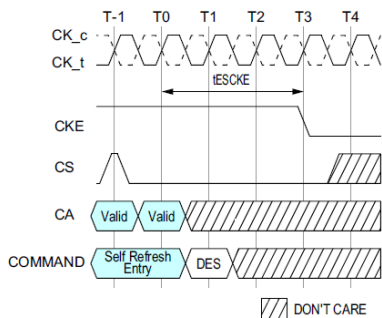 T-1 T0 T1 T2 T3 T4
CK_c
CK_t
tESCKE
CKE
CS
CA Valid Valid
COMMAND Self Refresh
Entry DES
DON'T CARE